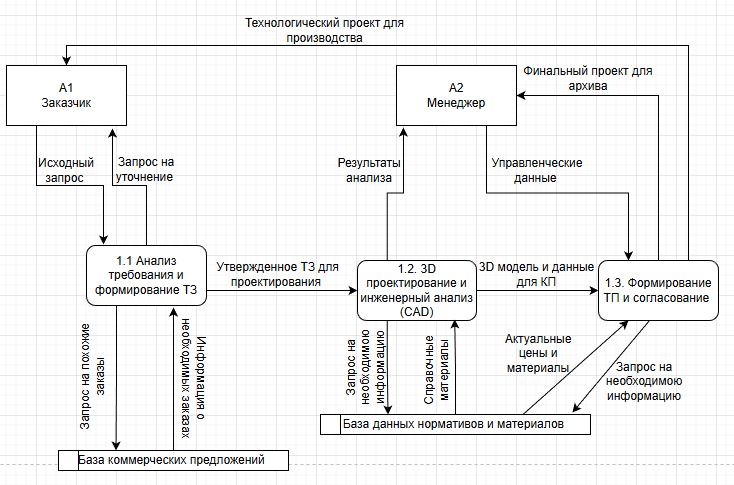 Технологический проект для
производства
А1
Заказчик
А2
Менеджер
Финальный проект для
архива
Исходный
запрос
Запрос на
уточнение
Результаты
анализа
Управленческие
данные
1.1 Анализ
требования и
формирование ТЗ
Утвержденное ТЗ для
проектирования
1.2. 3D
проектирование и
инженерный анализ
(CAD)
3D модель и данные
для КП
1.3. Формирование
ТП и согласование
Запрос на похожие
заказы
Информация о
необходимых заказах
Запрос на
необходимою
информацию
Справочные
материалы
Актуальные
цены и
материалы
Запрос на
необходимою
информацию
База данных нормативов и материалов
База коммерческих предложений